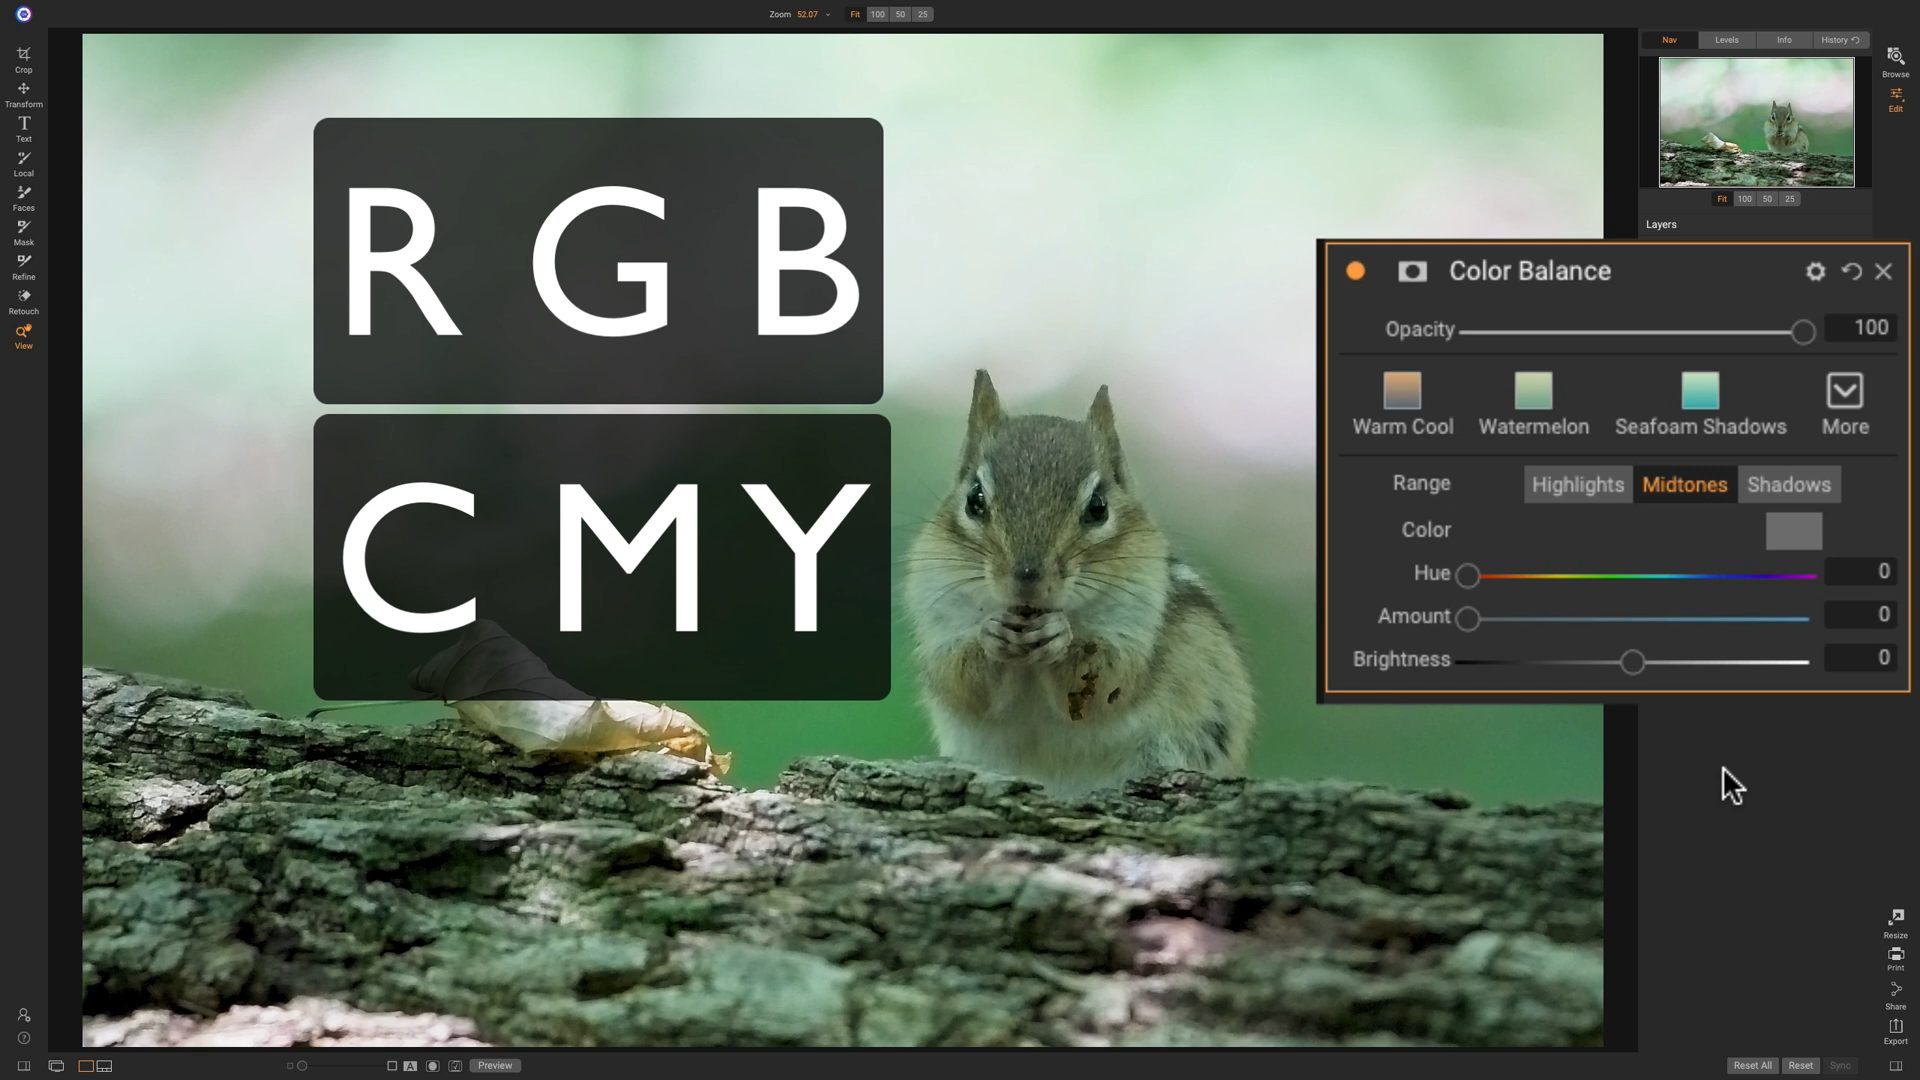 Zoom 52.07 Fit 100 50 25
Crop
Transform
Text
Local
Faces
Mask
Refine
Retouch
View
R G B
C M Y
Nav Levels Info History
Fit 100 50 25
Layers
Browse
Edit
Color Balance
Opacity 100
Warm Cool Watermelon Seafoam Shadows More
Range Highlights Midtones Shadows
Color
Hue 0
Amount 0
Brightness 0
Resize
Print
Share
Export
A Preview
Reset All Reset Sync